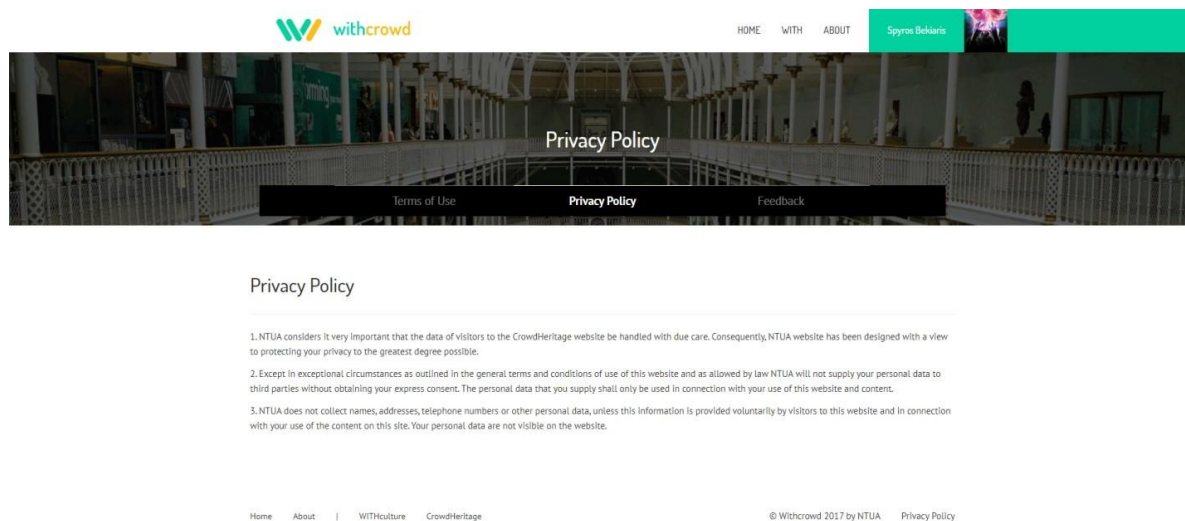 withcrowd
HOME WITH ABOUT Spyros Bekiaris
orming
Privacy Policy
Terms of Use Privacy Policy Feedback
Privacy Policy
1. NTUA considers it very important that the data of visitors to the CrowdHeritage website be handled with due care. Consequently, NTUA website has been designed with a view
to protecting your privacy to the greatest degree possible.
2. Except in exceptional circumstances as outlined in the general terms and conditions of use of this website and as allowed by law NTUA will not supply your personal data to
third parties without obtaining your express consent. The personal data that you supply shall only be used in connection with your use of this website and content.
3. NTUA does not collect names, addresses, telephone numbers or other personal data, unless this information is provided voluntarily by visitors to this website and in connection
with your use of the content on this site. Your personal data are not visible on the website.
Home About | WITHculture CrowdHeritage © Withcrowd 2017 by NTUA Privacy Policy